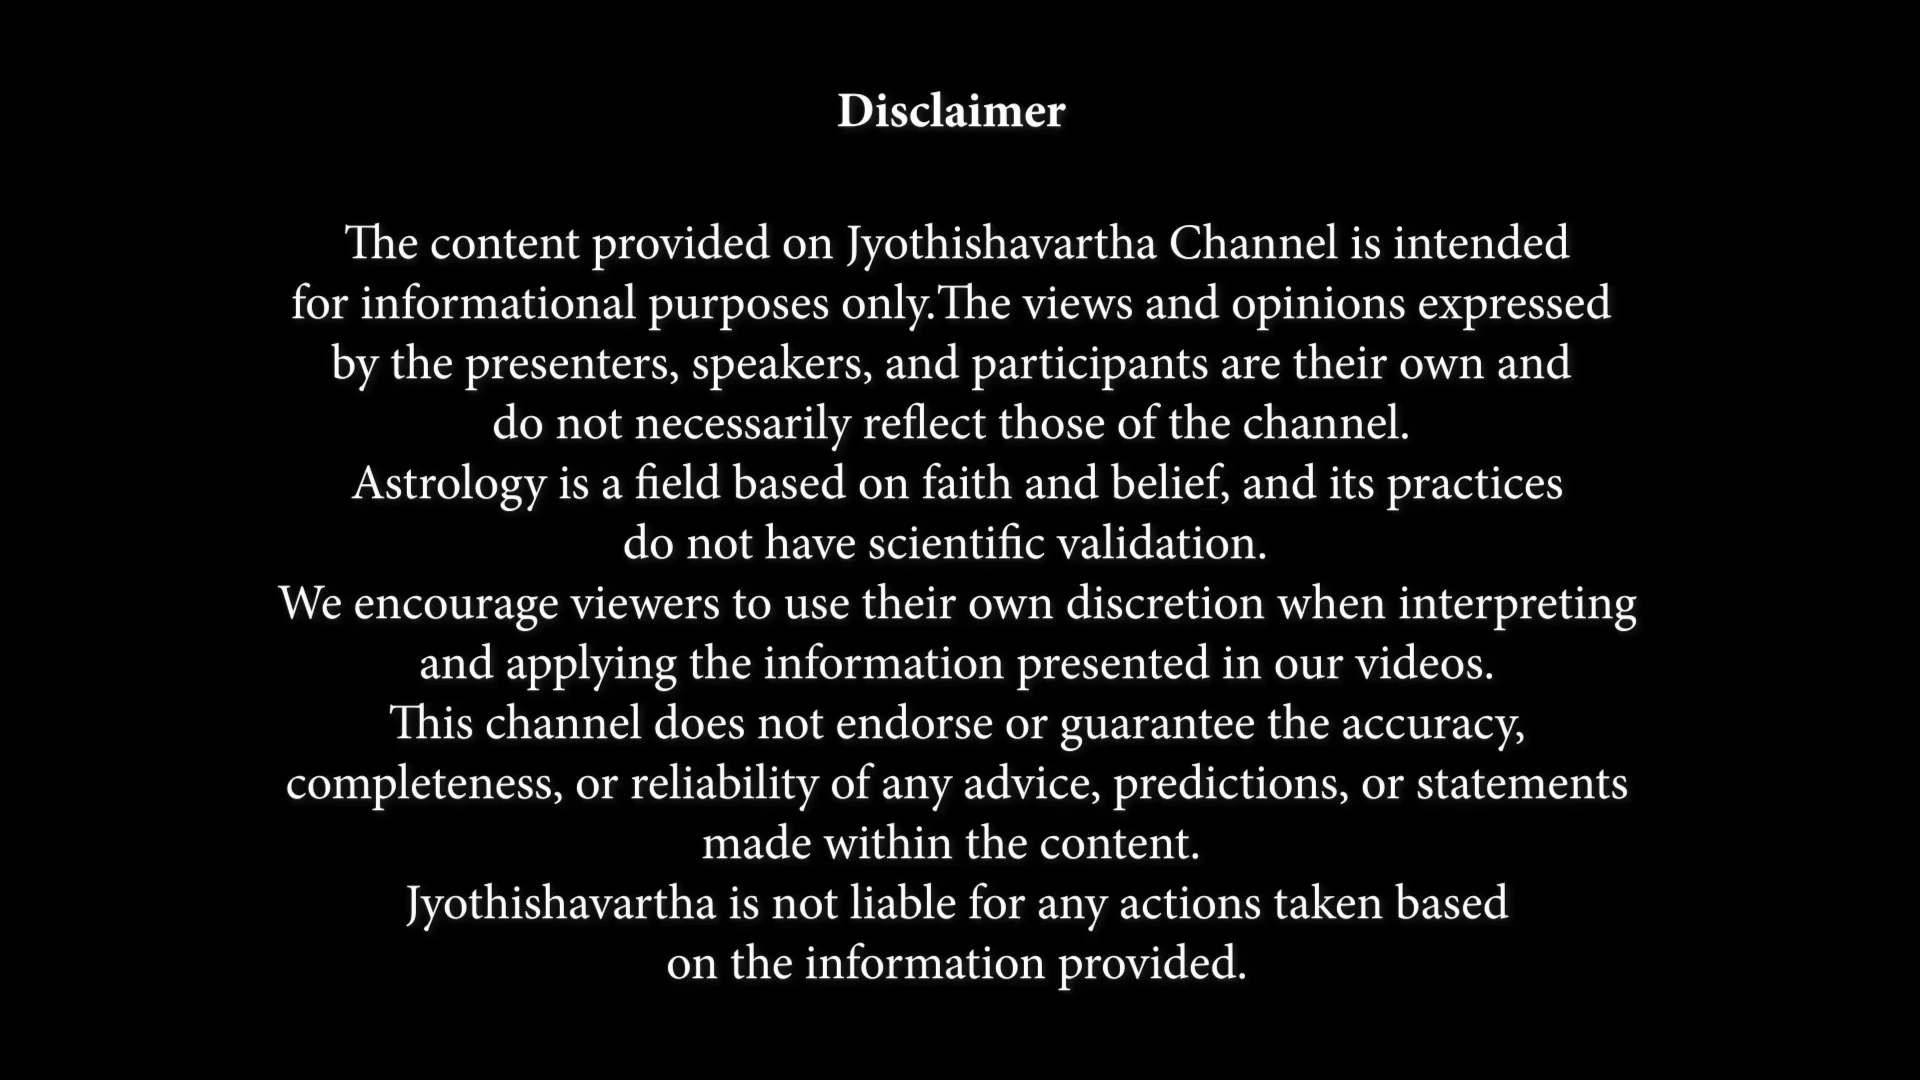 Disclaimer
The content provided on Jyothishavartha Channel is intended
for informational purposes only.The views and opinions expressed
by the presenters, speakers, and participants are their own and
do not necessarily reflect those of the channel.
Astrology is a field based on faith and belief, and its practices
do not have scientific validation.
We encourage viewers to use their own discretion when interpreting
and applying the information presented in our videos.
This channel does not endorse or guarantee the accuracy,
completeness, or reliability of any advice, predictions, or statements
made within the content.
Jyothishavartha is not liable for any actions taken based
on the information provided.